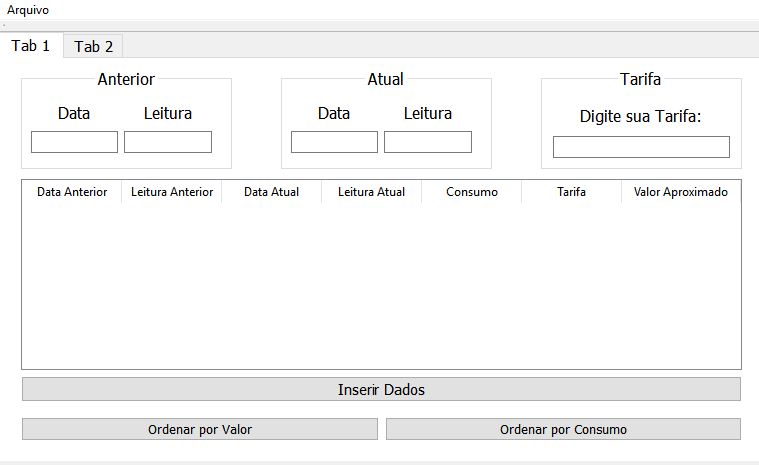 Arquivo
Tab 1 Tab 2
Anterior Atual Tarifa
Data Leitura Data Leitura Digite sua Tarifa:
Data Anterior Leitura Anterior Data Atual Leitura Atual Consumo Tarifa Valor Aproximado
Inserir Dados
Ordenar por Valor Ordenar por Consumo